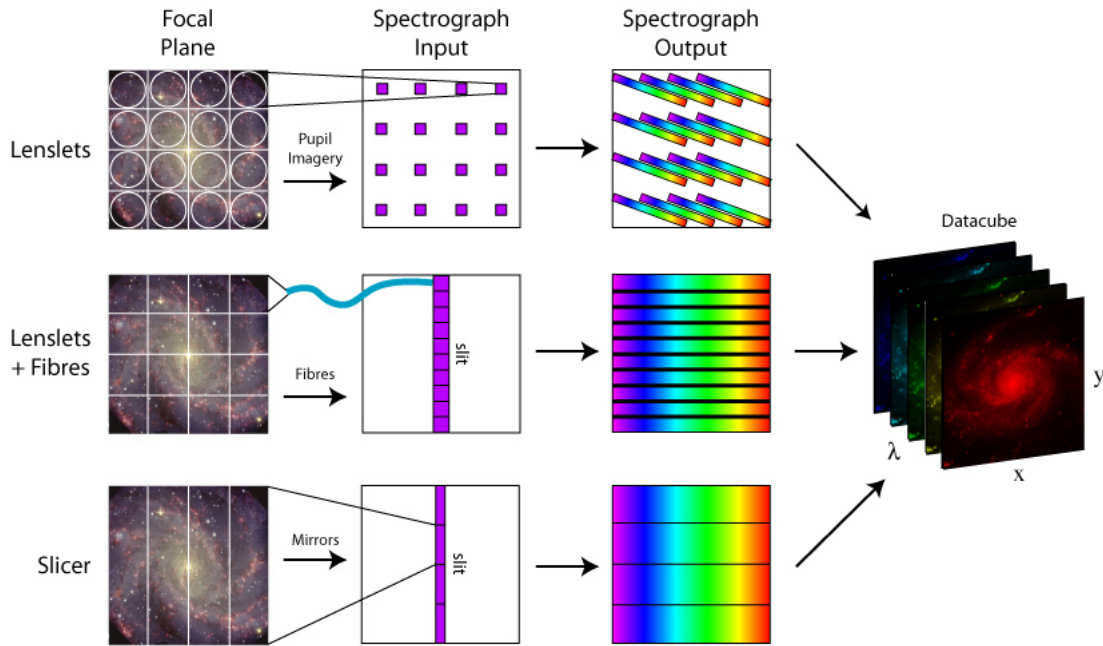 Focal
Plane
Spectrograph
Input
Spectrograph
Output
Lenslets
Pupil
Imagery
Datacube
Lenslets
+ Fibres
Fibres
slit
y
λ
x
Slicer
Mirrors
slit